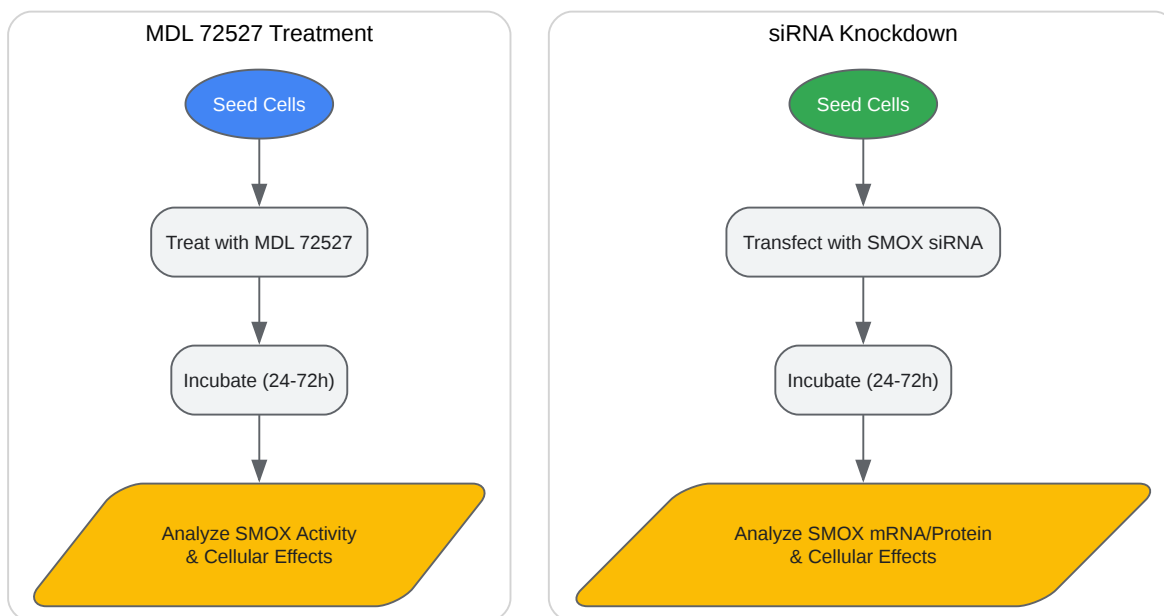 MDL 72527 Treatment
Seed Cells
Treat with MDL 72527
Incubate (24-72h)
Analyze SMOX Activity
& Cellular Effects
siRNA Knockdown
Seed Cells
Transfect with SMOX siRNA
Incubate (24-72h)
Analyze SMOX mRNA/Protein
& Cellular Effects